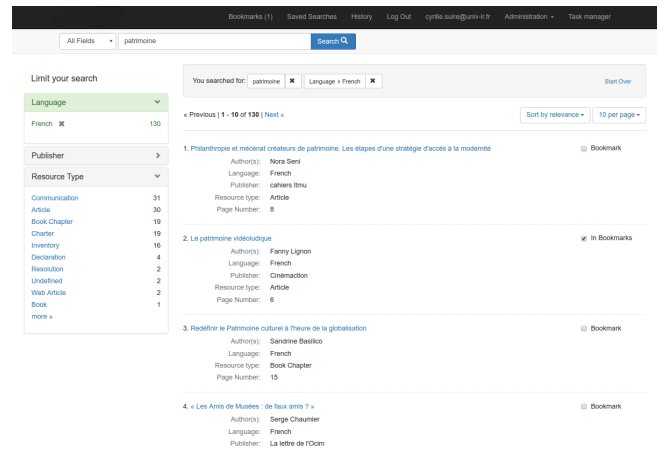 Bookmarks (1) Saved Searches History Log Out cyrille.suire@univ-lr.fr Administration Task manager
All Fields patrimoine Search
Limit your search
You searched for: patrimoine ✖ Language > French ✖ Start Over
Language
French ✖ 130
« Previous | 1 - 10 of 130 | Next » Sort by relevance 10 per page
Publisher
Resource Type
Communication 31
Article 30
Book Chapter 19
Charter 19
Inventory 16
Declaration 4
Resolution 2
Undefined 2
Web Article 2
Book 1
more »
1. Philanthropie et mécénat créateurs de patrimoine. Les étapes d'une stratégie d'accès à la modernité Bookmark
Author(s): Nora Seni
Language: French
Publisher: cahiers ltmu
Resource type: Article
Page Number: 8
2. Le patrimoine vidéoludique In Bookmarks
Author(s): Fanny Lignon
Language: French
Publisher: Cinémaction
Resource type: Article
Page Number: 6
3. Redéfinir le Patrimoine culturel à l'heure de la globalisation Bookmark
Author(s): Sandrine Basilico
Language: French
Resource type: Book Chapter
Page Number: 15
4. « Les Amis de Musées : de faux amis ? » Bookmark
Author(s): Serge Chaumier
Language: French
Publisher: La lettre de l'Ocim